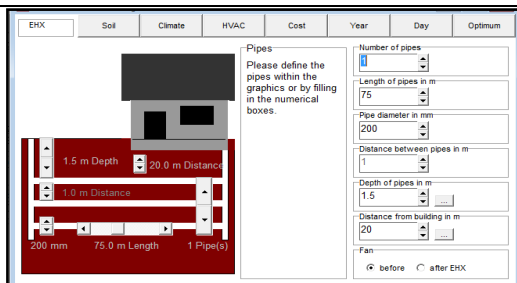 EHX Soil Climate HVAC Cost Year Day Optimum
1.5 m Depth 20.0 m Distance
1.0 m Distance
200 mm 75.0 m Length 1 Pipe(s)
Pipes
Please define the
pipes within the
graphics or by filling
in the numerical
boxes.
Number of pipes
1
Length of pipes in m
75
Pipe diameter in mm
200
Distance between pipes in m
1
Depth of pipes in m
1.5
...
Distance from building in m
20
...
Fan
before after EHX